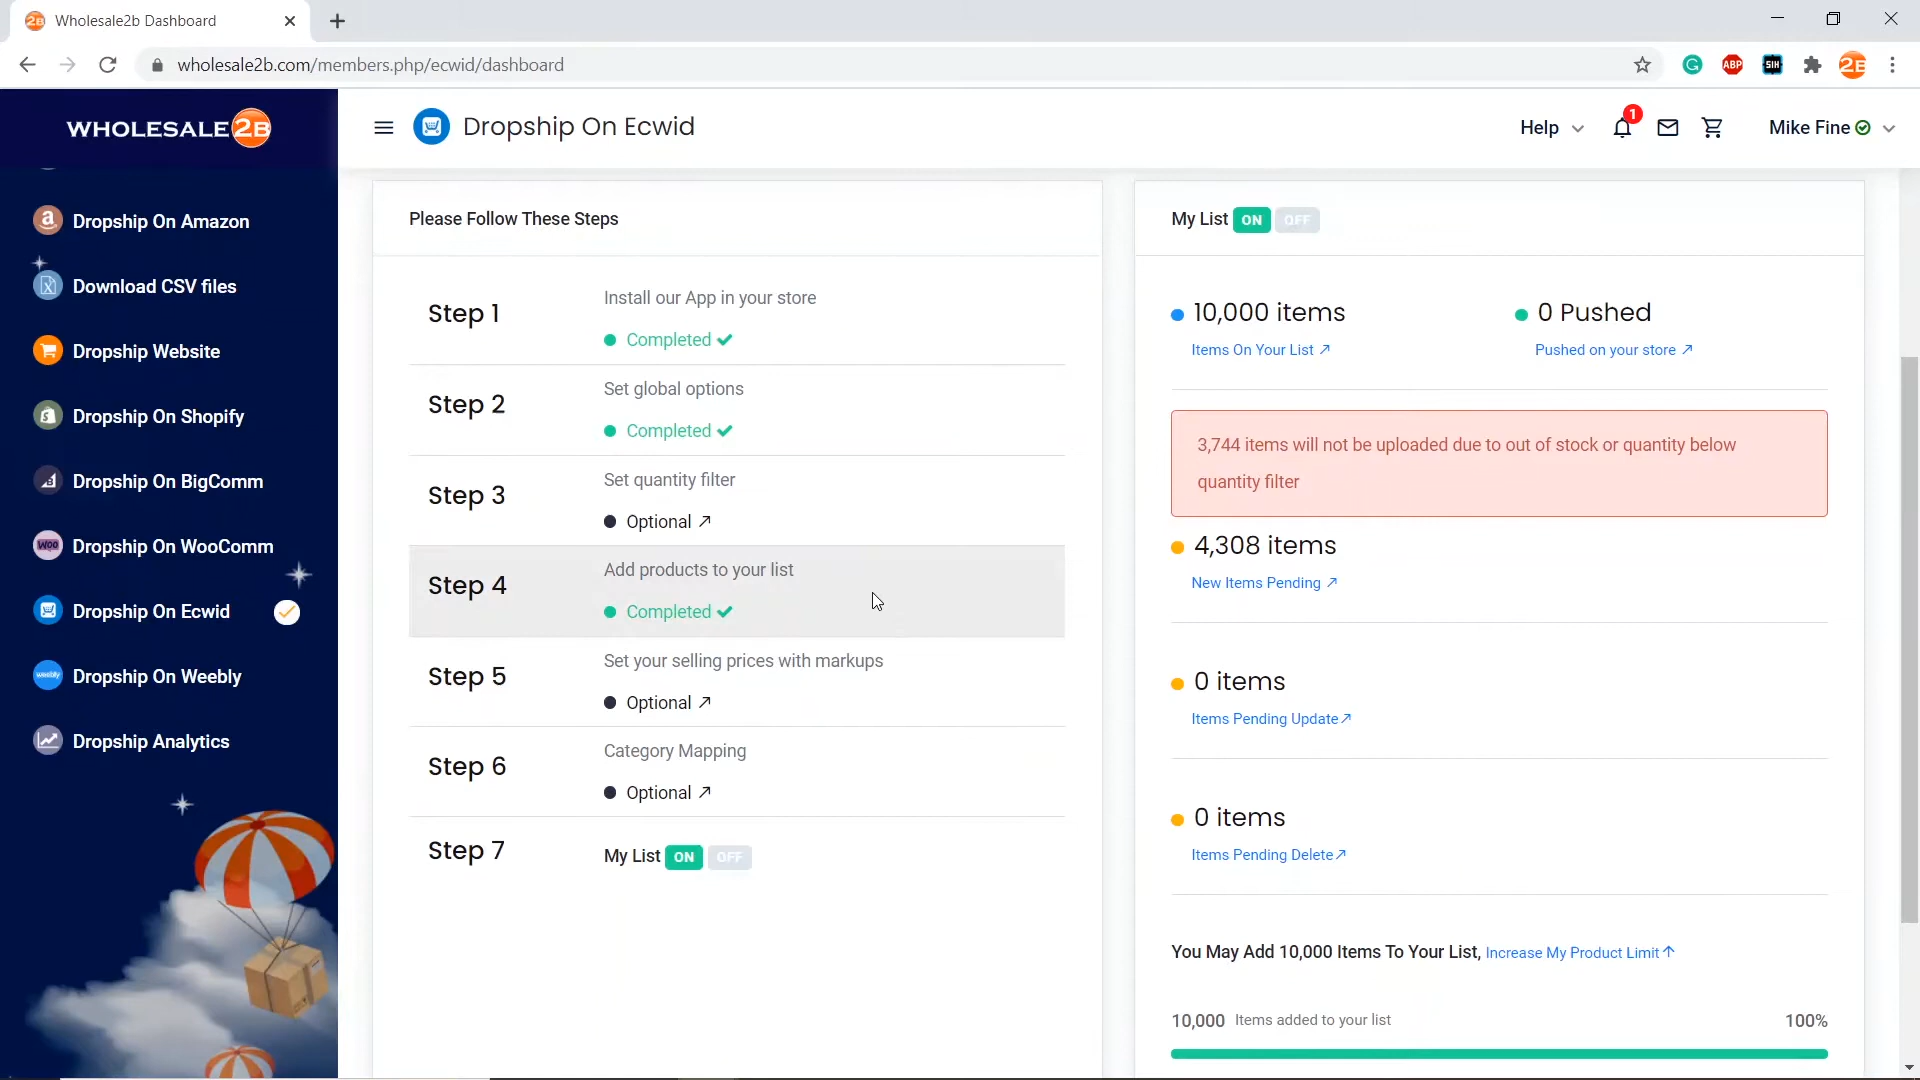 Wholesale2b Dashboard
wholesale2b.com/members.php/ecwid/dashboard
ABP
SIH
2B
WHOLESALE2B
Dropship On Ecwid
Help
1
Mike Fine
Dropship On Amazon
Download CSV files
Dropship Website
Dropship On Shopify
Dropship On BigComm
Dropship On WooComm
Dropship On Ecwid
Dropship On Weebly
Dropship Analytics
Please Follow These Steps
Step 1
Install our App in your store
Completed
Step 2
Set global options
Completed
Step 3
Set quantity filter
Optional
Step 4
Add products to your list
Completed
Step 5
Set your selling prices with markups
Optional
Step 6
Category Mapping
Optional
Step 7
My List ON OFF
My List ON OFF
10,000 items
Items On Your List
0 Pushed
Pushed on your store
3,744 items will not be uploaded due to out of stock or quantity below
quantity filter
4,308 items
New Items Pending
0 items
Items Pending Update
0 items
Items Pending Delete
You May Add 10,000 Items To Your List, Increase My Product Limit
10,000 Items added to your list 100%